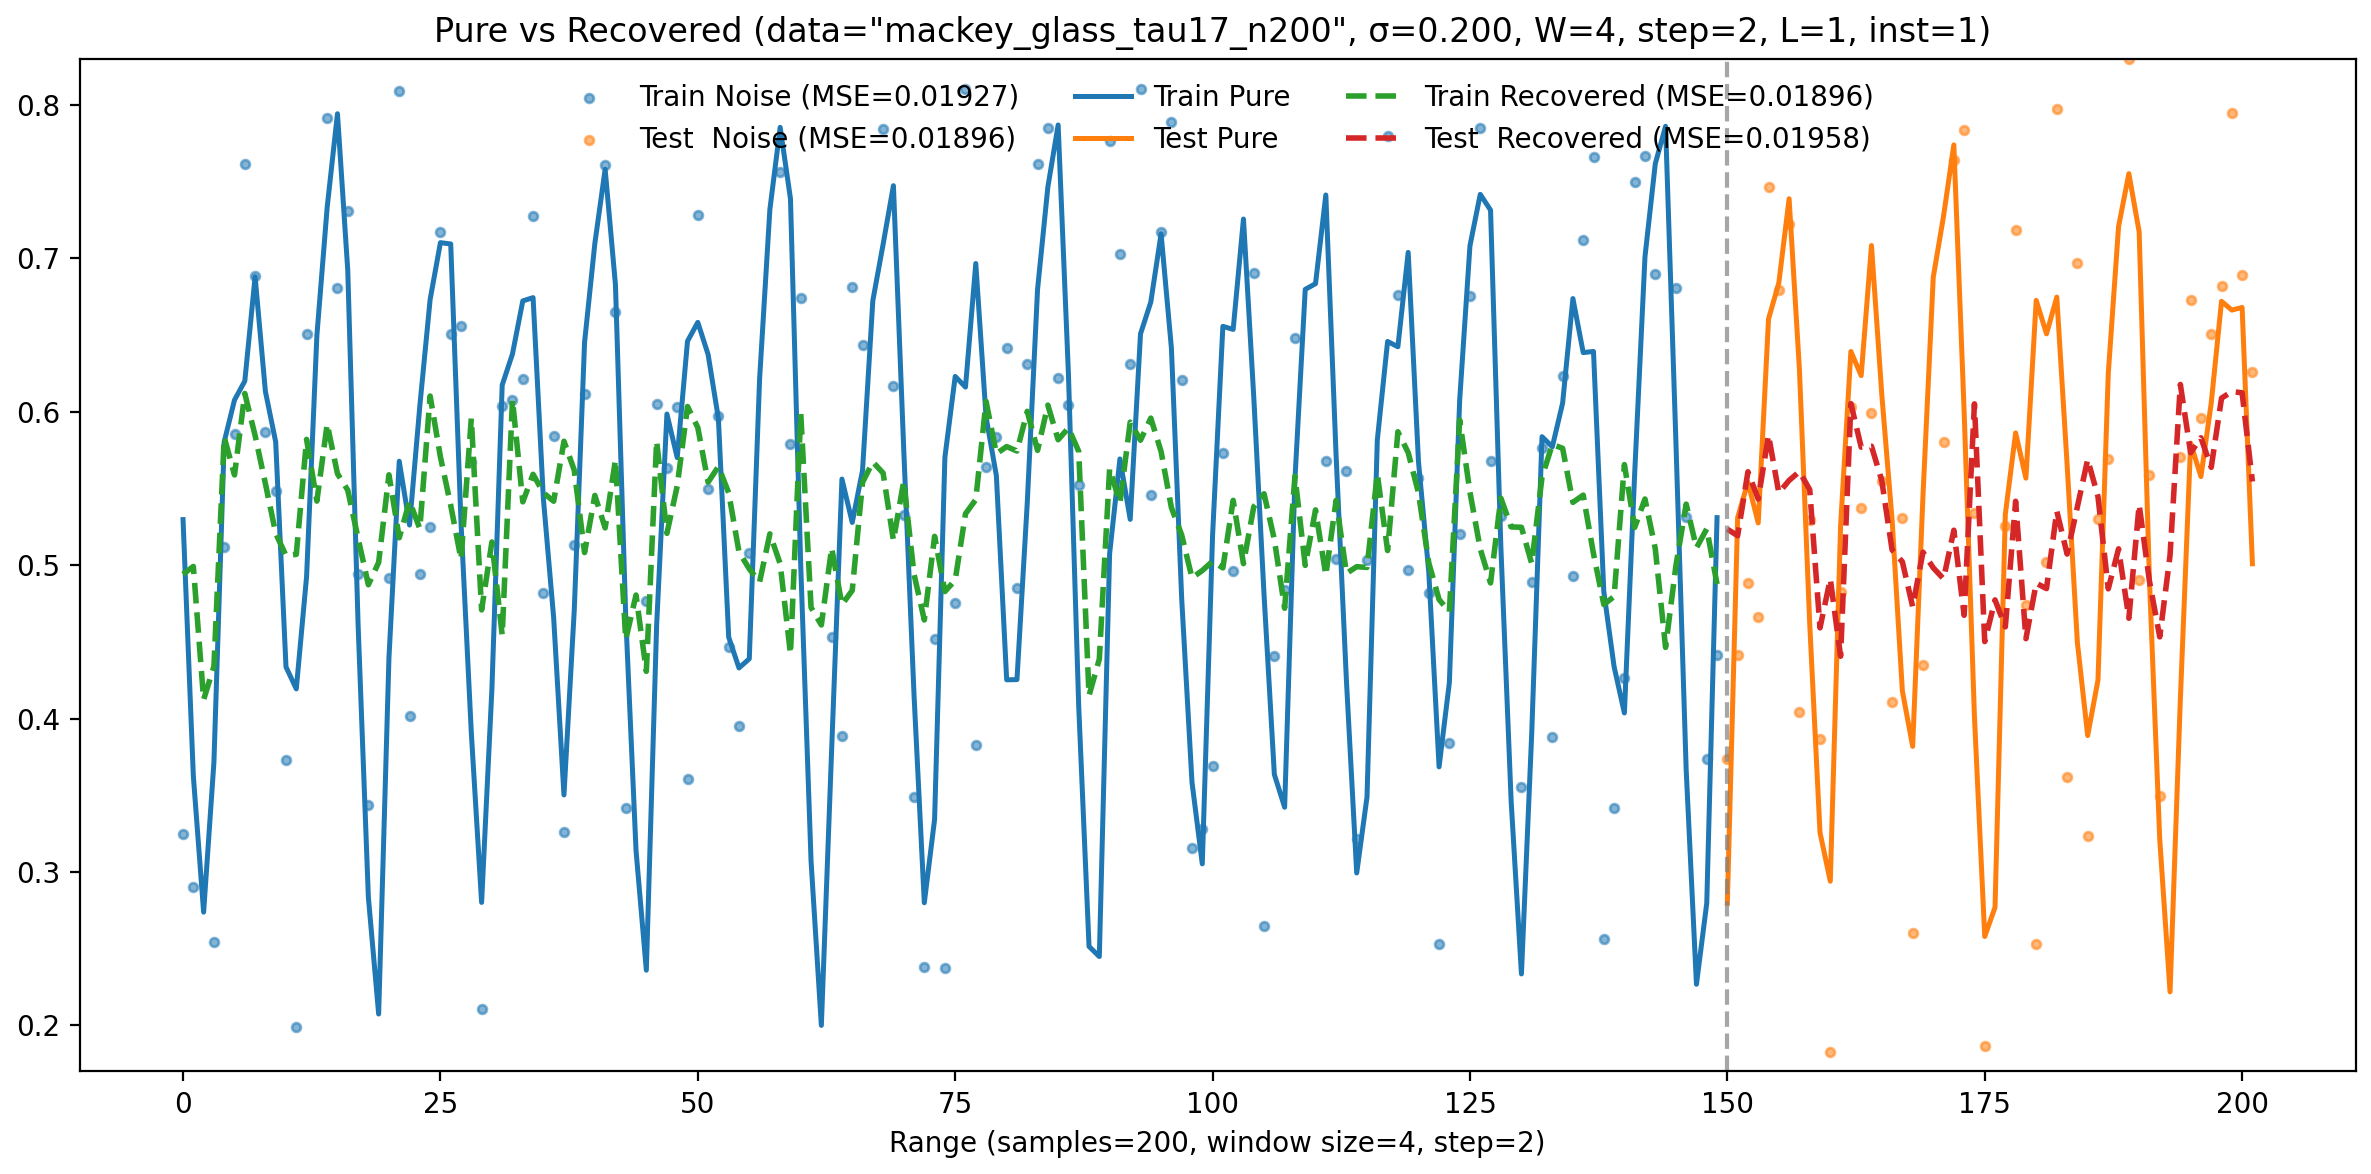 Pure vs Recovered (data="mackey_glass_tau17_n200", σ=0.200, W=4, step=2, L=1, inst=1)
Train Noise (MSE=0.01927)
Test  Noise (MSE=0.01896)
Train Pure
Test Pure
Train Recovered (MSE=0.01896)
Test  Recovered (MSE=0.01958)
0.8
0.7
0.6
0.5
0.4
0.3
0.2
0 25 50 75 100 125 150 175 200
Range (samples=200, window size=4, step=2)